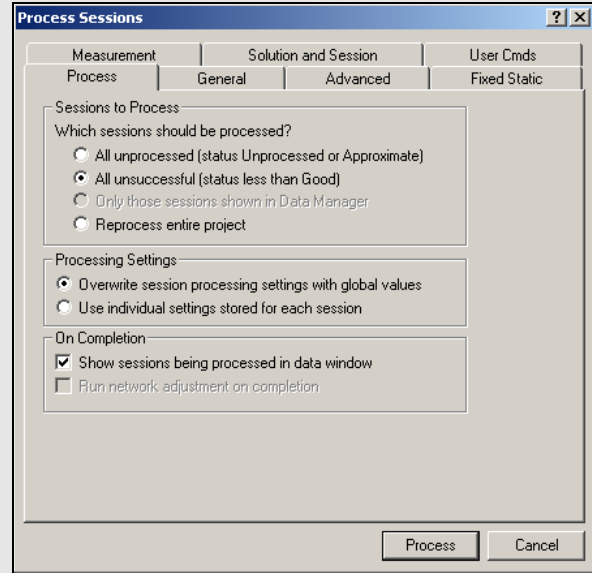 Process Sessions
Measurement Solution and Session User Cmds
Process General Advanced Fixed Static
Sessions to Process
Which sessions should be processed?
All unprocessed (status Unprocessed or Approximate)
All unsuccessful (status less than Good)
Only those sessions shown in Data Manager
Reprocess entire project
Processing Settings
Overwrite session processing settings with global values
Use individual settings stored for each session
On Completion
Show sessions being processed in data window
Run network adjustment on completion
Process Cancel